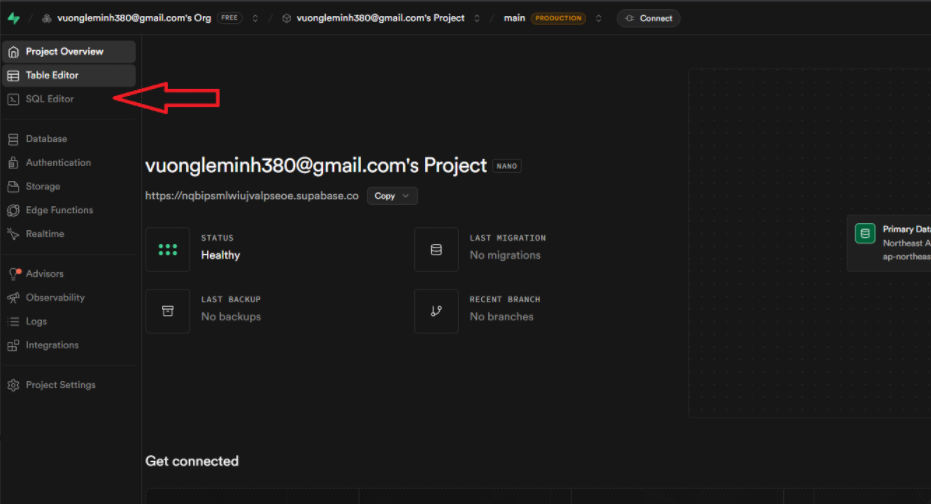 vuongleminh380@gmail.com's Org FREE vuongleminh380@gmail.com's Project main PRODUCTION Connect
Project Overview
Table Editor
SQL Editor
Database
Authentication
Storage
Edge Functions
Realtime
Advisors
Observability
Logs
Integrations
Project Settings
vuongleminh380@gmail.com's Project NANO
https://nqbipsmlwiujvalpseoe.supabase.co Copy
STATUS
Healthy
LAST MIGRATION
No migrations
LAST BACKUP
No backups
RECENT BRANCH
No branches
Primary Data
Northeast A
ap-northeas
Get connected